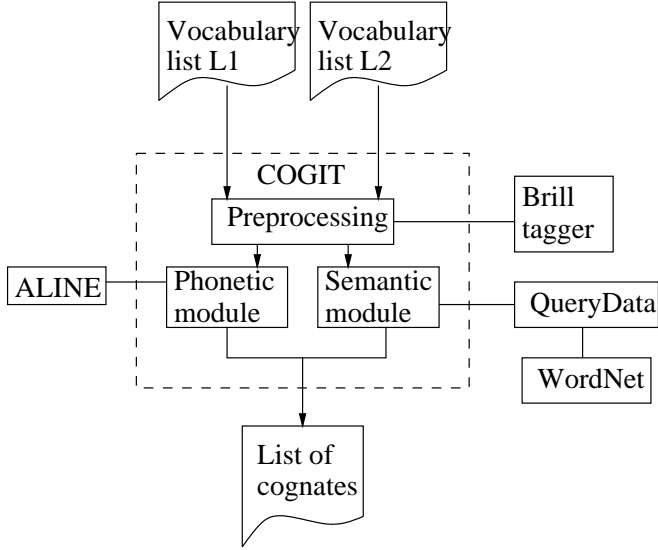 Vocabulary
list L1
Vocabulary
list L2
COGIT
Preprocessing
Brill
tagger
ALINE
Phonetic
module
Semantic
module
QueryData
WordNet
List of
cognates